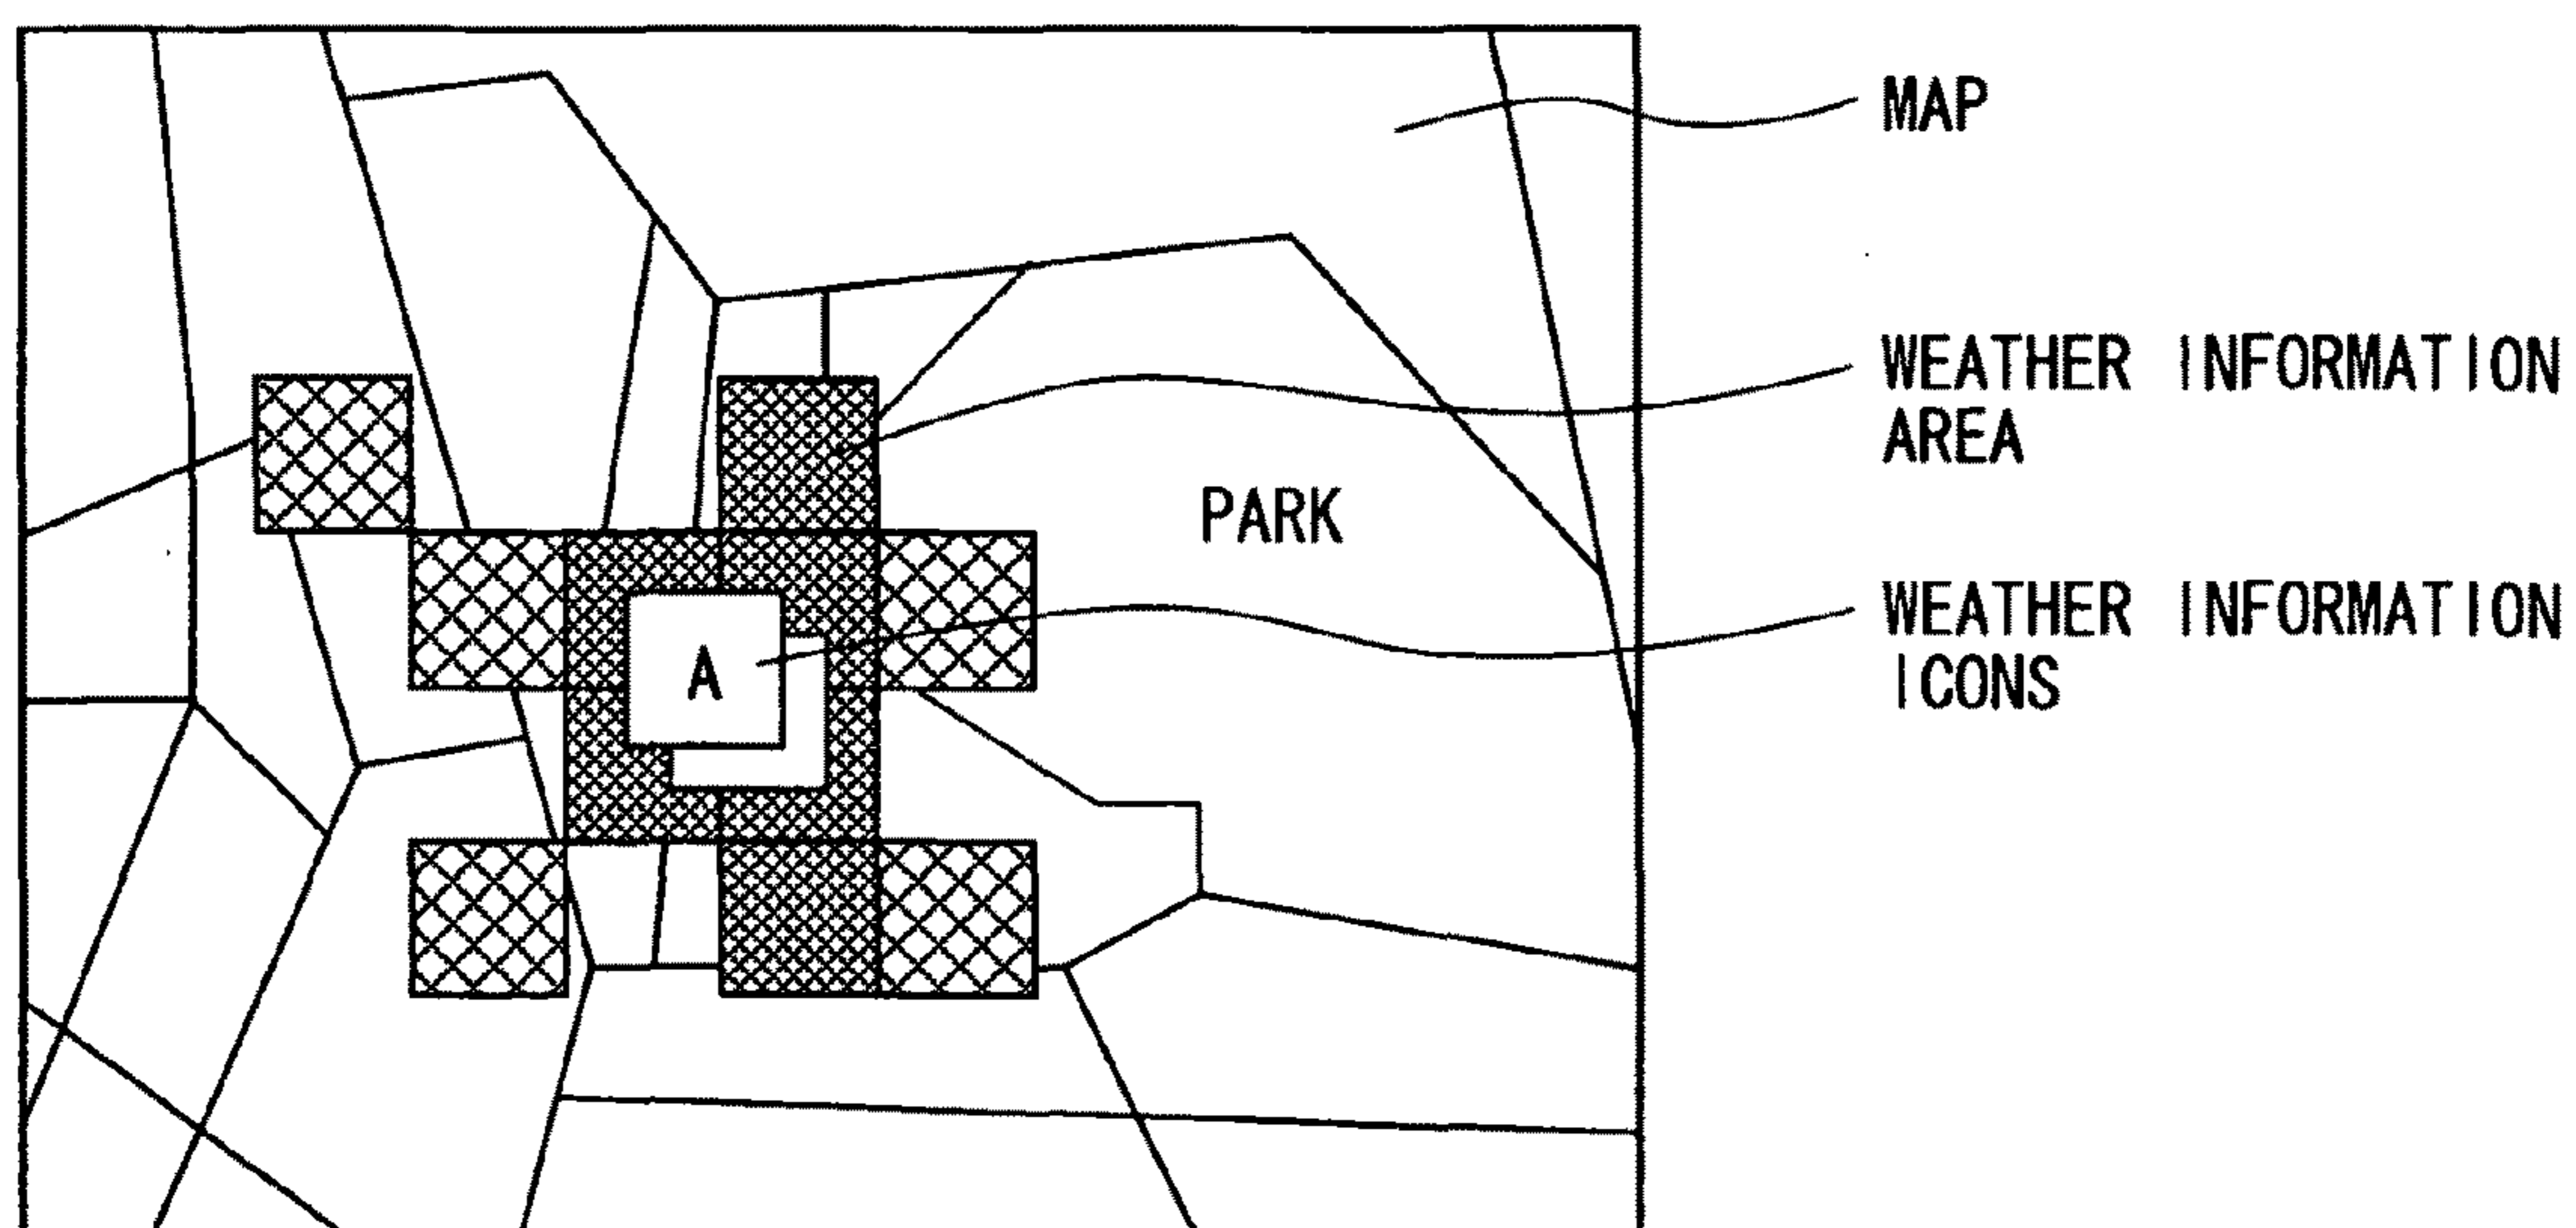 MAP
WEATHER INFORMATION
AREA
PARK
WEATHER INFORMATION
ICONS
A